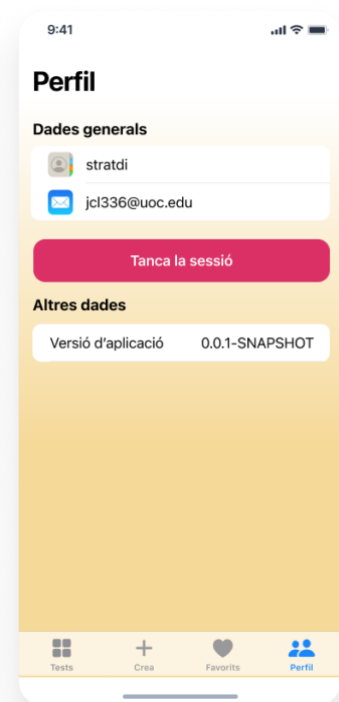 9:41
Perfil
Dades generals
stratdi
jcl336@uoc.edu
Tanca la sessió
Altres dades
Versió d'aplicació 0.0.1-SNAPSHOT
Tests Crea Favorits Perfil